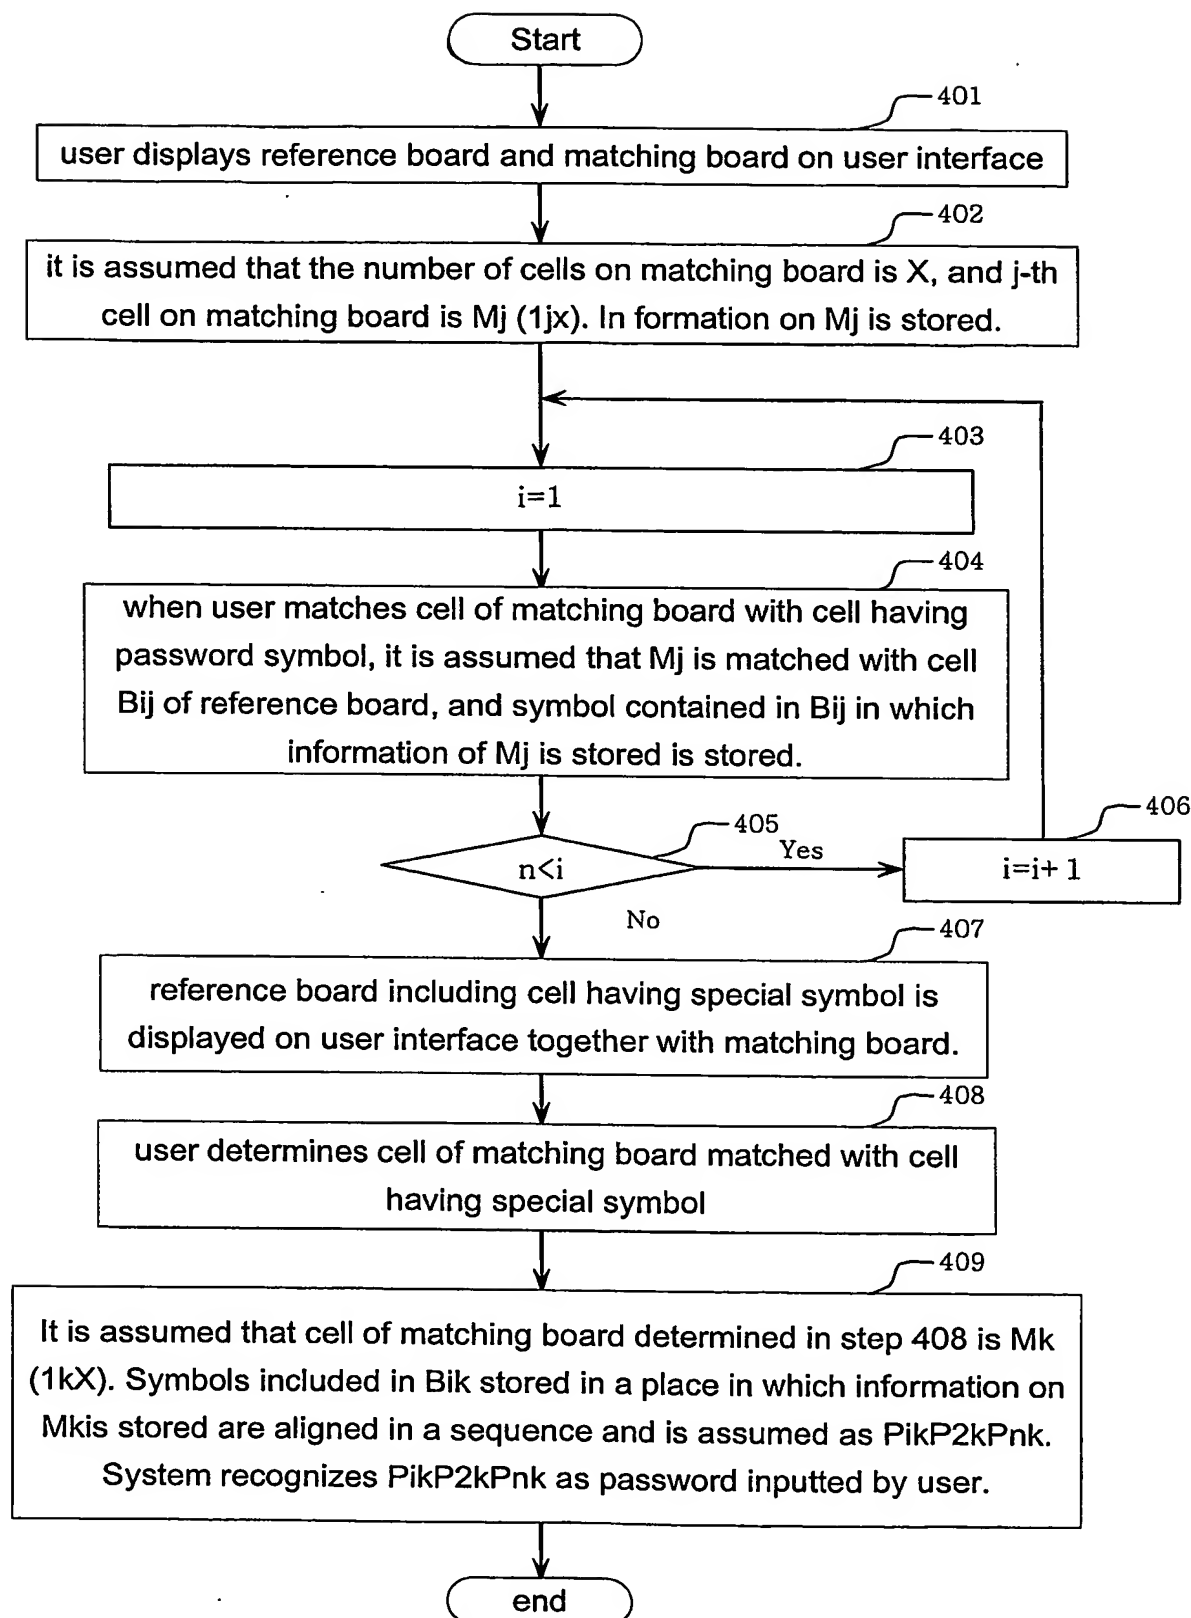 Start
401
user displays reference board and matching board on user interface
402
it is assumed that the number of cells on matching board is X, and j-th
cell on matching board is Mj (1jx). In formation on Mj is stored.
403
i=1
404
when user matches cell of matching board with cell having
password symbol, it is assumed that Mj is matched with cell
Bij of reference board, and symbol contained in Bij in which
information of Mj is stored is stored.
405
n<i
Yes
406
i=i+ 1
No
407
reference board including cell having special symbol is
displayed on user interface together with matching board.
408
user determines cell of matching board matched with cell
having special symbol
409
It is assumed that cell of matching board determined in step 408 is Mk
(1kX). Symbols included in Bik stored in a place in which information on
Mkis stored are aligned in a sequence and is assumed as PikP2kPnk.
System recognizes PikP2kPnk as password inputted by user.
end